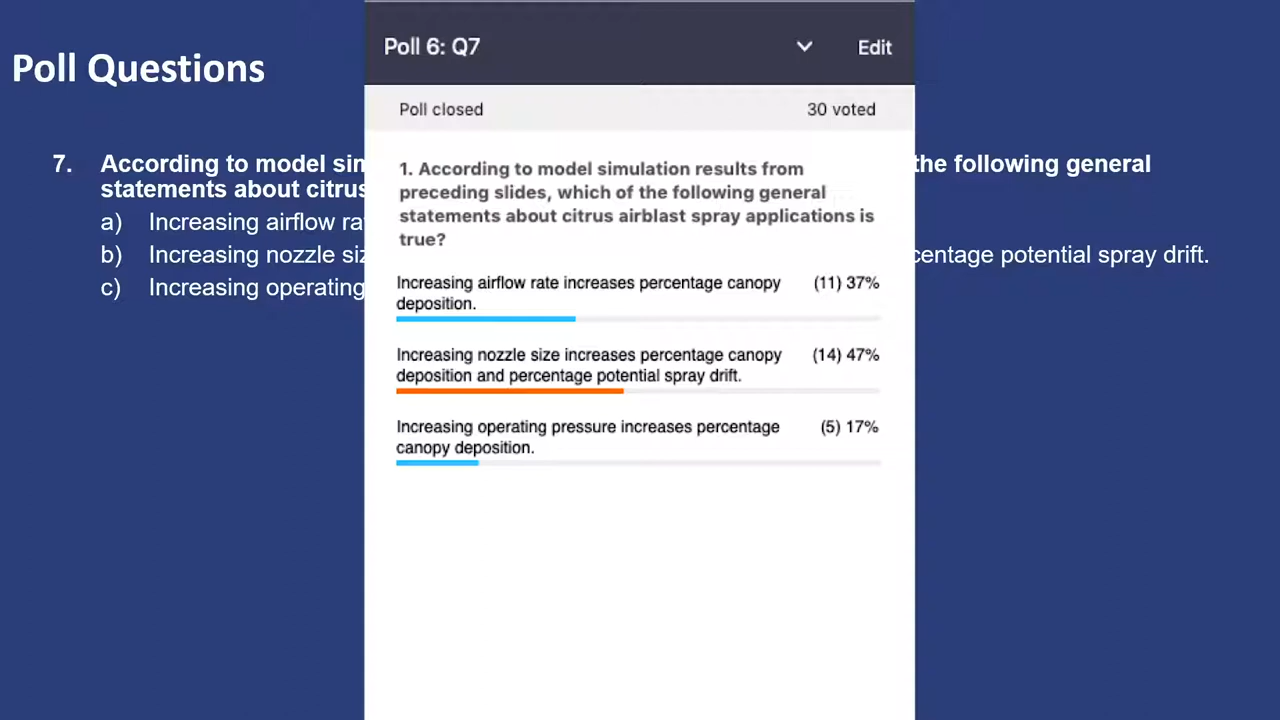 Poll Questions
7. According to model sim
the following general
statements about citrus
a) Increasing airflow ra
b) Increasing nozzle siz
centage potential spray drift.
c) Increasing operating
Poll 6: Q7
Edit
Poll closed
30 voted
1. According to model simulation results from
preceding slides, which of the following general
statements about citrus airblast spray applications is
true?
Increasing airflow rate increases percentage canopy
deposition.
(11) 37%
Increasing nozzle size increases percentage canopy
deposition and percentage potential spray drift.
(14) 47%
Increasing operating pressure increases percentage
canopy deposition.
(5) 17%